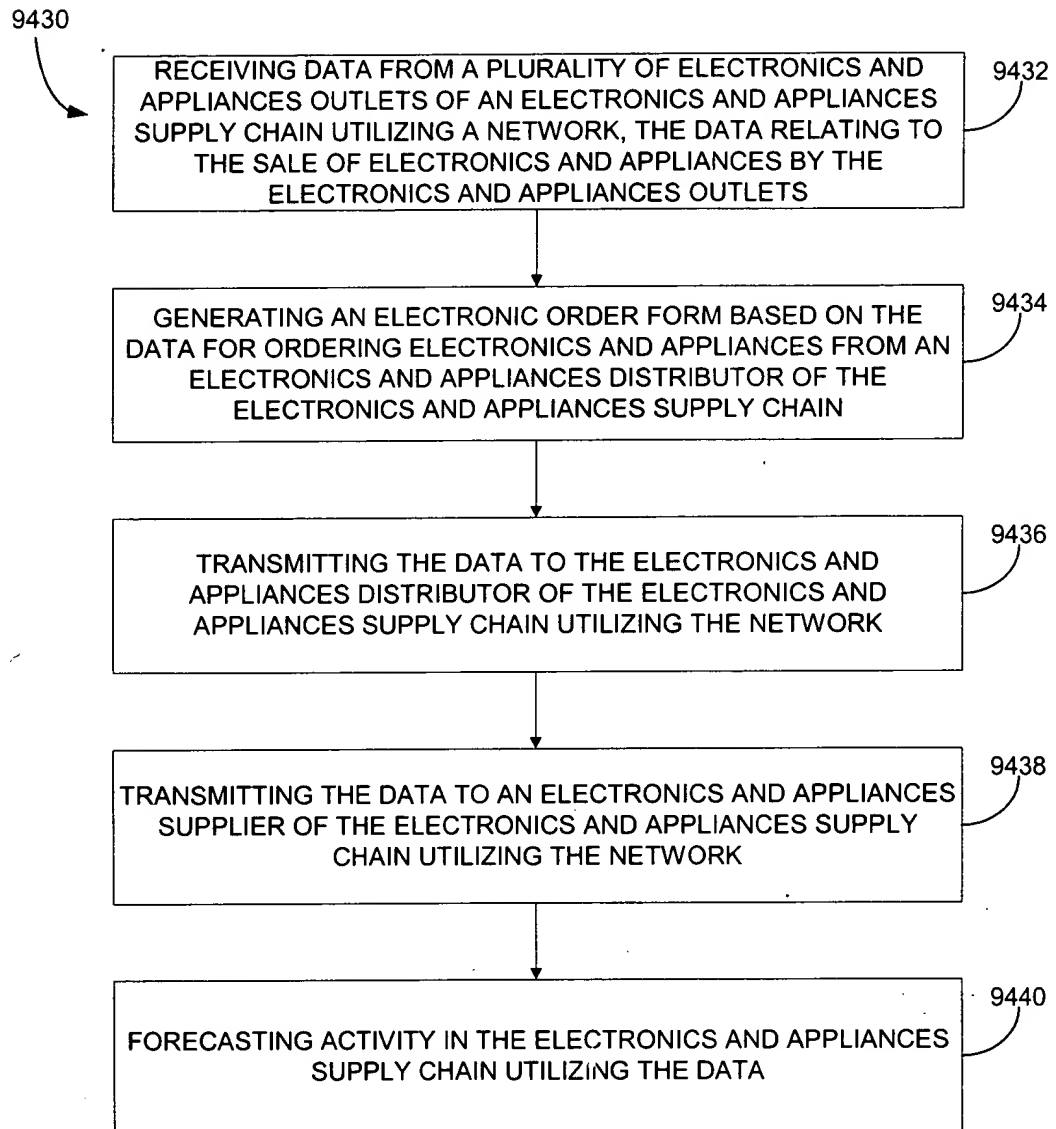 9430
RECEIVING DATA FROM A PLURALITY OF ELECTRONICS AND
APPLIANCES OUTLETS OF AN ELECTRONICS AND APPLIANCES
SUPPLY CHAIN UTILIZING A NETWORK, THE DATA RELATING TO
THE SALE OF ELECTRONICS AND APPLIANCES BY THE
ELECTRONICS AND APPLIANCES OUTLETS
9432
GENERATING AN ELECTRONIC ORDER FORM BASED ON THE
DATA FOR ORDERING ELECTRONICS AND APPLIANCES FROM AN
ELECTRONICS AND APPLIANCES DISTRIBUTOR OF THE
ELECTRONICS AND APPLIANCES SUPPLY CHAIN
9434
TRANSMITTING THE DATA TO THE ELECTRONICS AND
APPLIANCES DISTRIBUTOR OF THE ELECTRONICS AND
APPLIANCES SUPPLY CHAIN UTILIZING THE NETWORK
9436
TRANSMITTING THE DATA TO AN ELECTRONICS AND APPLIANCES
SUPPLIER OF THE ELECTRONICS AND APPLIANCES SUPPLY
CHAIN UTILIZING THE NETWORK
9438
FORECASTING ACTIVITY IN THE ELECTRONICS AND APPLIANCES
SUPPLY CHAIN UTILIZING THE DATA
9440